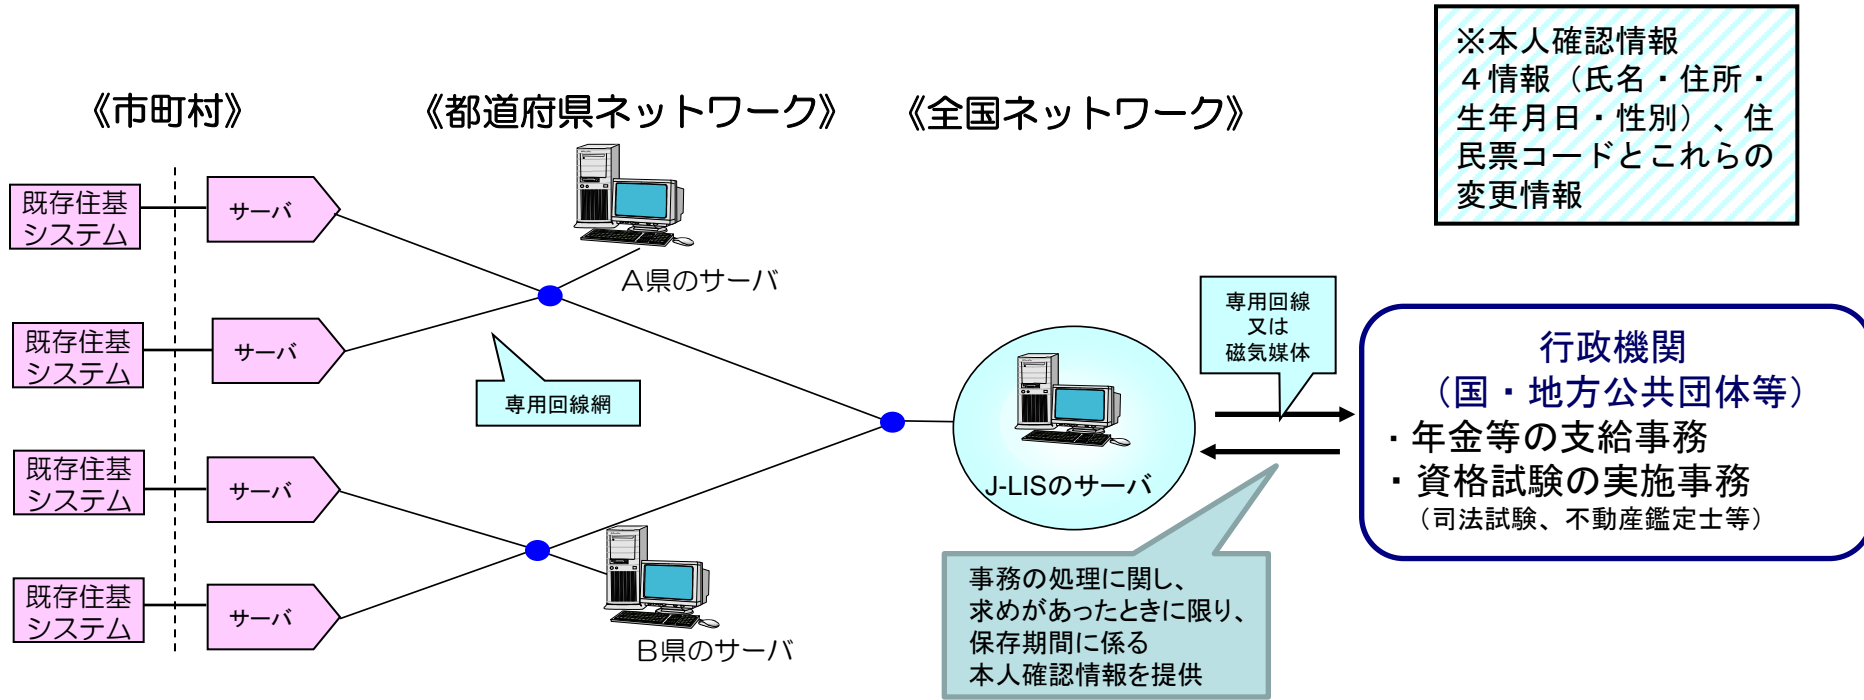 ※本人確認情報
４情報（氏名・住所・
生年月日・性別）、住
民票コードとこれらの
変更情報
《市町村》
《都道府県ネットワーク》
《全国ネットワーク》
既存住基
システム
サーバ
A県のサーバ
既存住基
システム
サーバ
専用回線網
専用回線
又は
磁気媒体
行政機関
（国・地方公共団体等）
・年金等の支給事務
・資格試験の実施事務
（司法試験、不動産鑑定士等）
J-LISのサーバ
既存住基
システム
サーバ
既存住基
システム
サーバ
B県のサーバ
事務の処理に関し、
求めがあったときに限り、
保存期間に係る
本人確認情報を提供